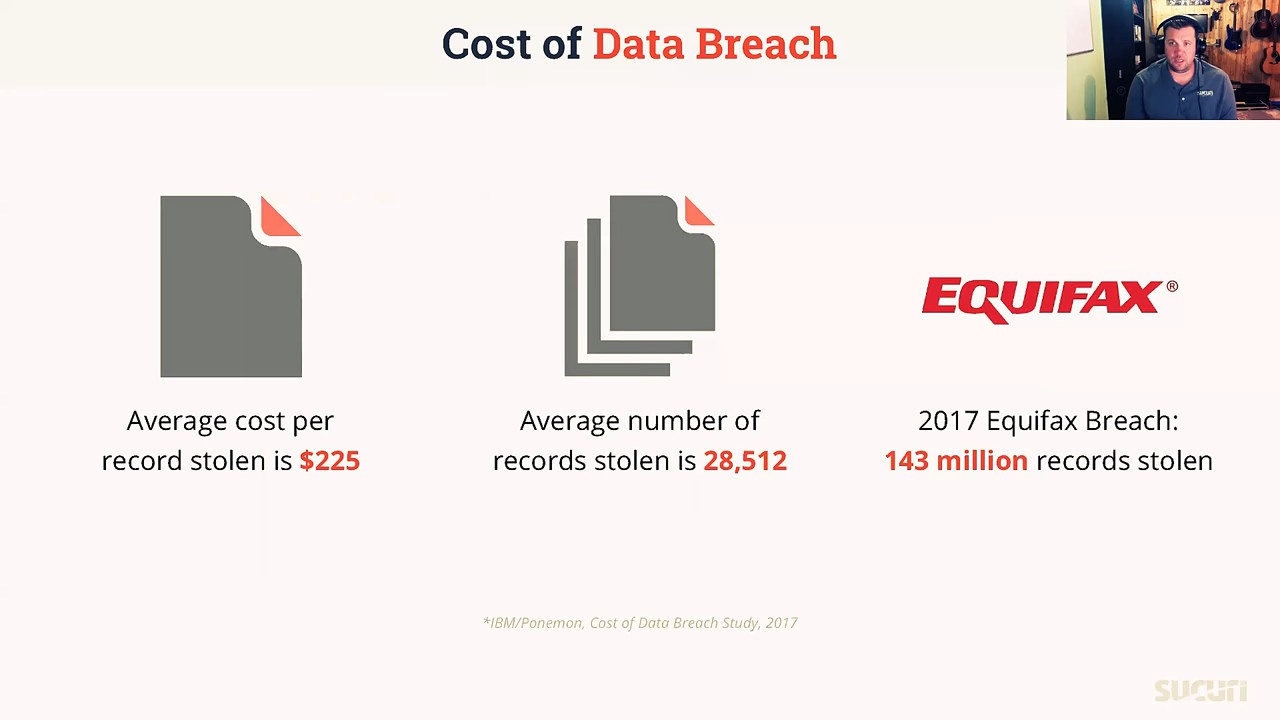 Cost of Data Breach
SUCURI
EQUIFAX®
Average cost per
record stolen is $225
Average number of
records stolen is 28,512
2017 Equifax Breach:
143 million records stolen
*IBM/Ponemon, Cost of Data Breach Study, 2017
sucuri